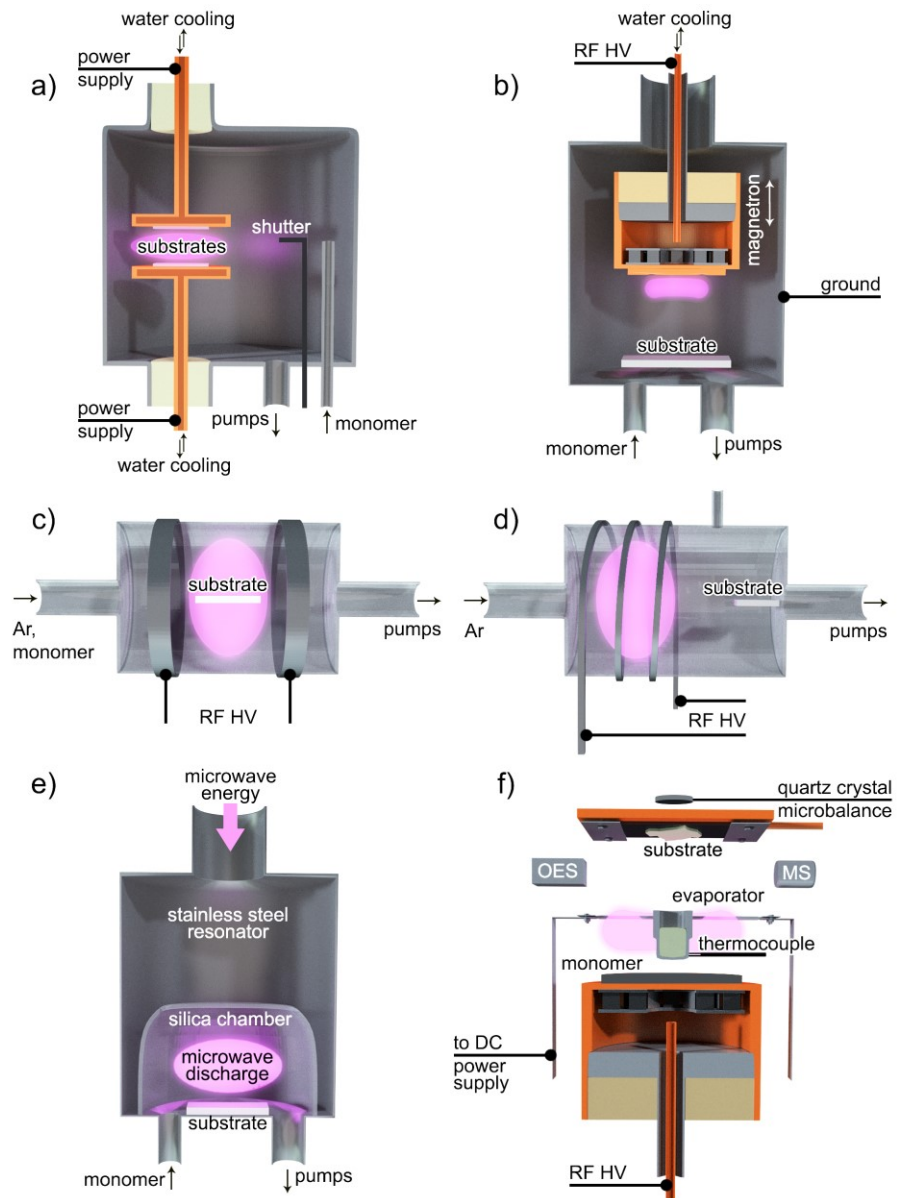 water cooling
power
supply
a)
substrates
shutter
power
supply
pumps
monomer
water cooling
water cooling
RF HV
b)
magnetron
ground
substrate
monomer
pumps
c)
substrate
Ar,
monomer
pumps
RF HV
d)
substrate
Ar
pumps
RF HV
e)
microwave
energy
stainless steel
resonator
silica chamber
microwave
discharge
substrate
monomer
pumps
f)
quartz crystal
microbalance
substrate
OES
MS
evaporator
thermocouple
monomer
to DC
power
supply
RF HV